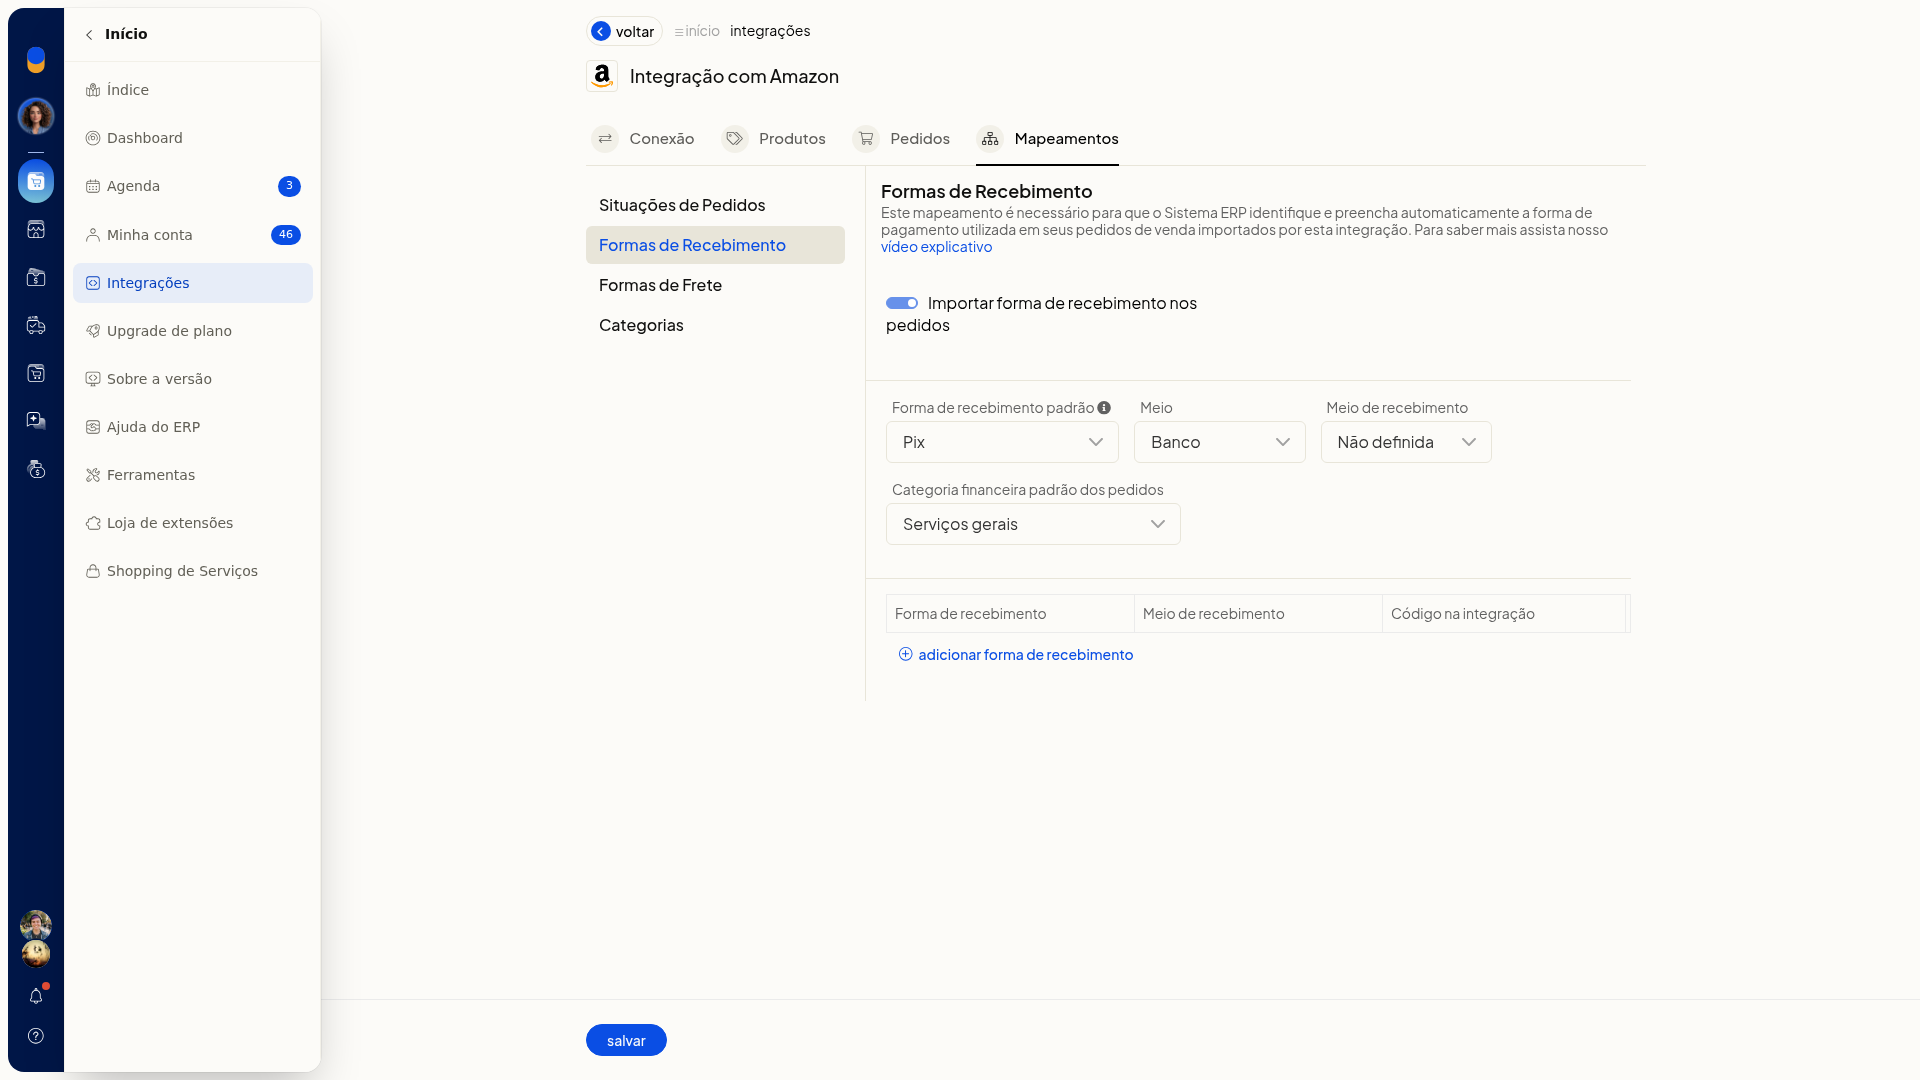 Início
Índice
Dashboard
Agenda
3
Minha conta
46
Integrações
Upgrade de plano
Sobre a versão
Ajuda do ERP
Ferramentas
Loja de extensões
Shopping de Serviços
voltar
início
integrações
Integração com Amazon
Conexão
Produtos
Pedidos
Mapeamentos
Situações de Pedidos
Formas de Recebimento
Formas de Frete
Categorias
Formas de Recebimento
Este mapeamento é necessário para que o Sistema ERP identifique e preencha automaticamente a forma de
pagamento utilizada em seus pedidos de venda importados por esta integração. Para saber mais assista nosso
vídeo explicativo
Importar forma de recebimento nos
pedidos
Forma de recebimento padrão
Meio
Meio de recebimento
Pix
Banco
Não definida
Categoria financeira padrão dos pedidos
Serviços gerais
Forma de recebimento
Meio de recebimento
Código na integração
adicionar forma de recebimento
salvar